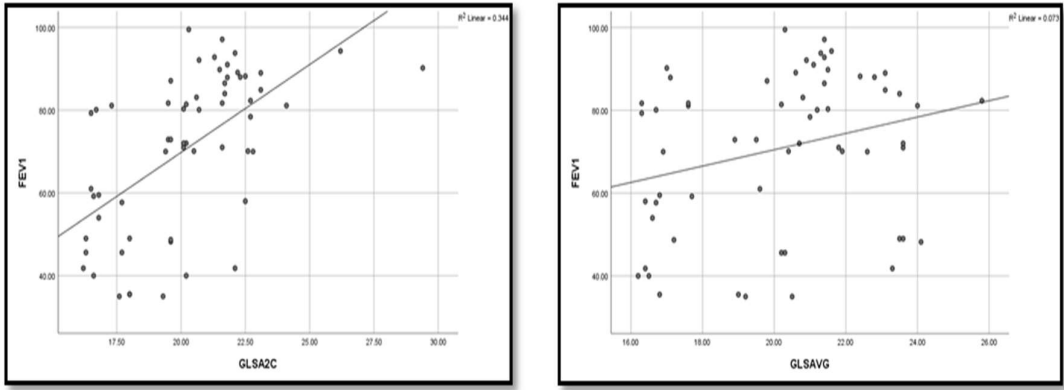 R² Linear = 0.344
100.00
80.00
60.00
40.00
FEV1
17.50 20.00 22.50 25.00 27.50 30.00
GLSA2C
R² Linear = 0.073
100.00
80.00
60.00
40.00
FEV1
16.00 18.00 20.00 22.00 24.00 26.00
GLSAVG